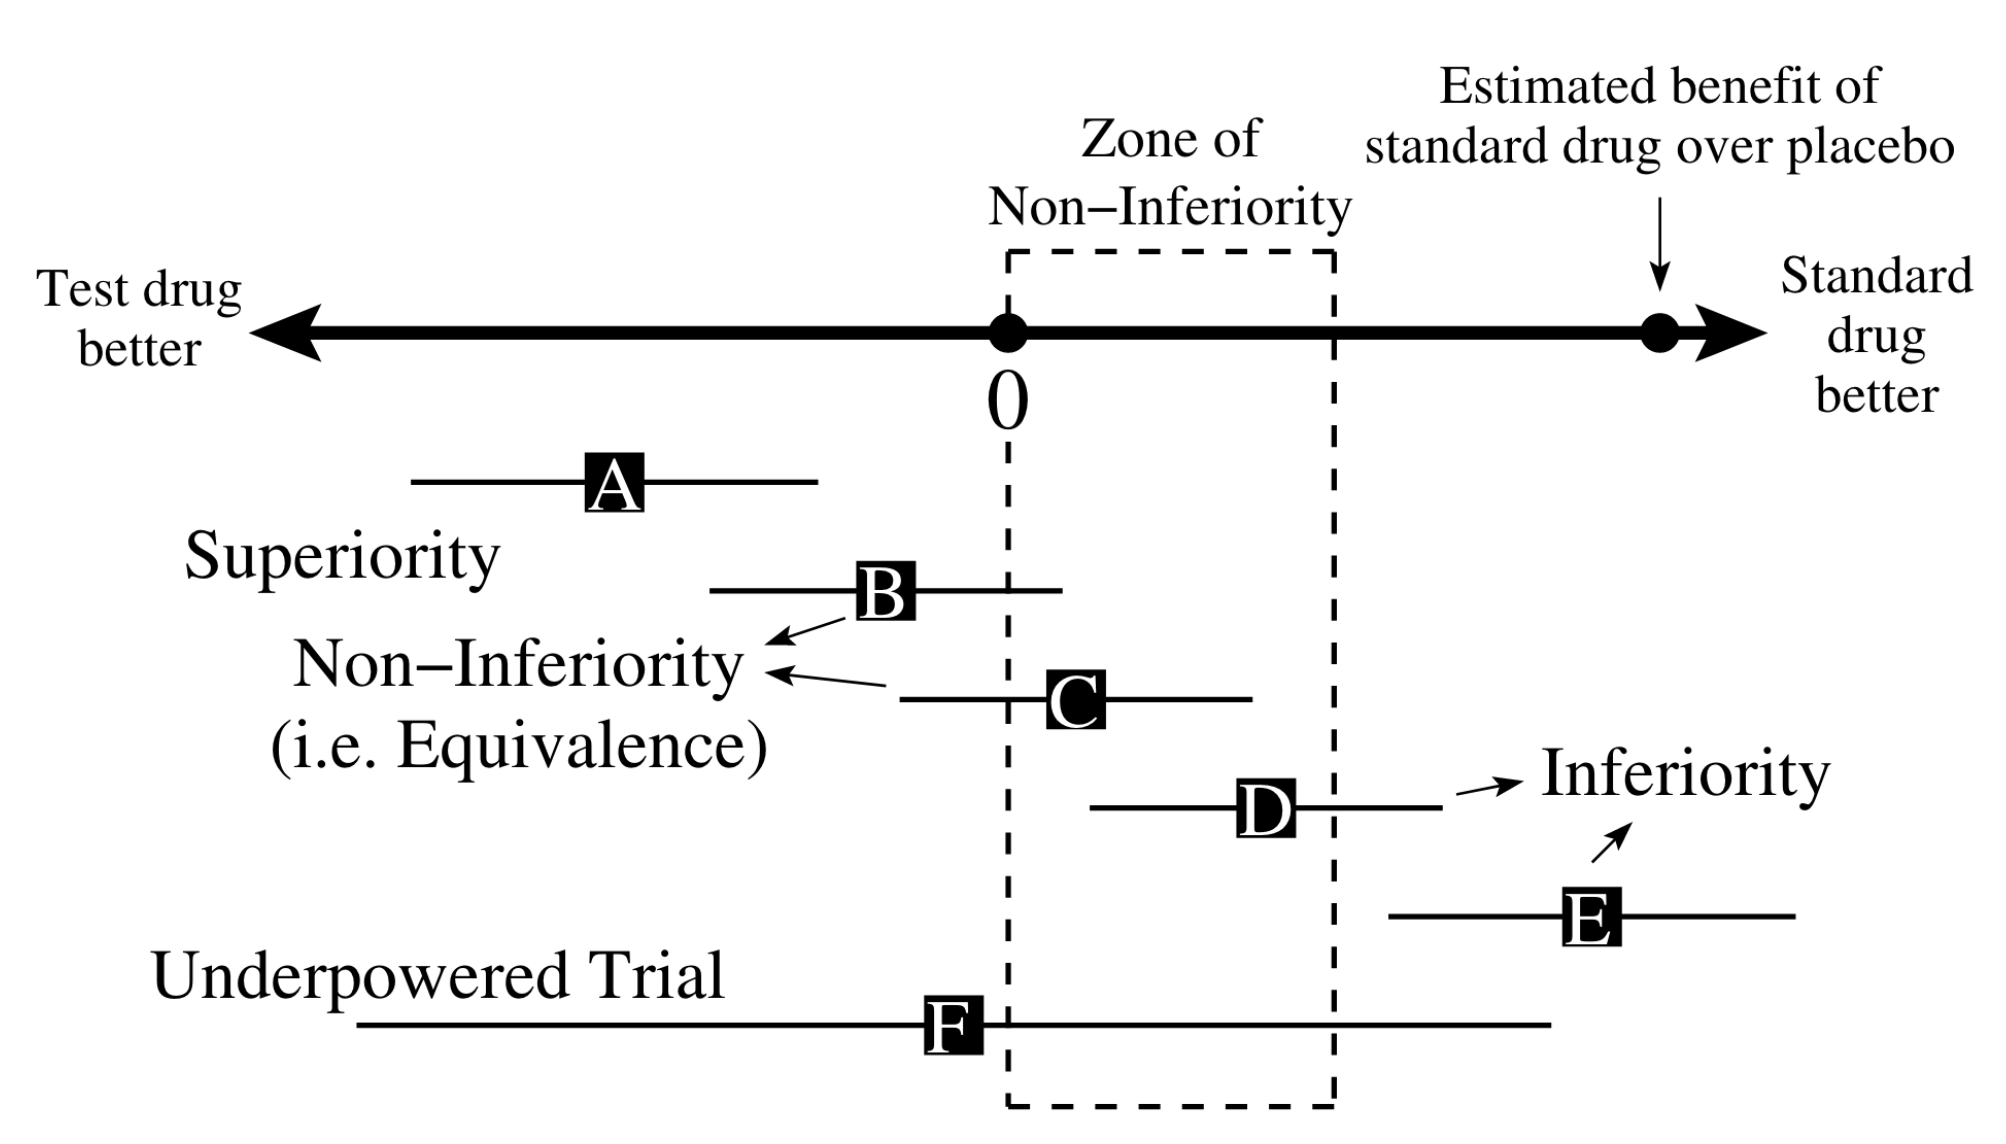 Estimated benefit of
standard drug over placebo
Zone of
Non−Inferiority
Test drug
better
Standard
drug
better
0
A
Superiority
B
Non−Inferiority
(i.e. Equivalence)
C
D
Inferiority
E
Underpowered Trial
F